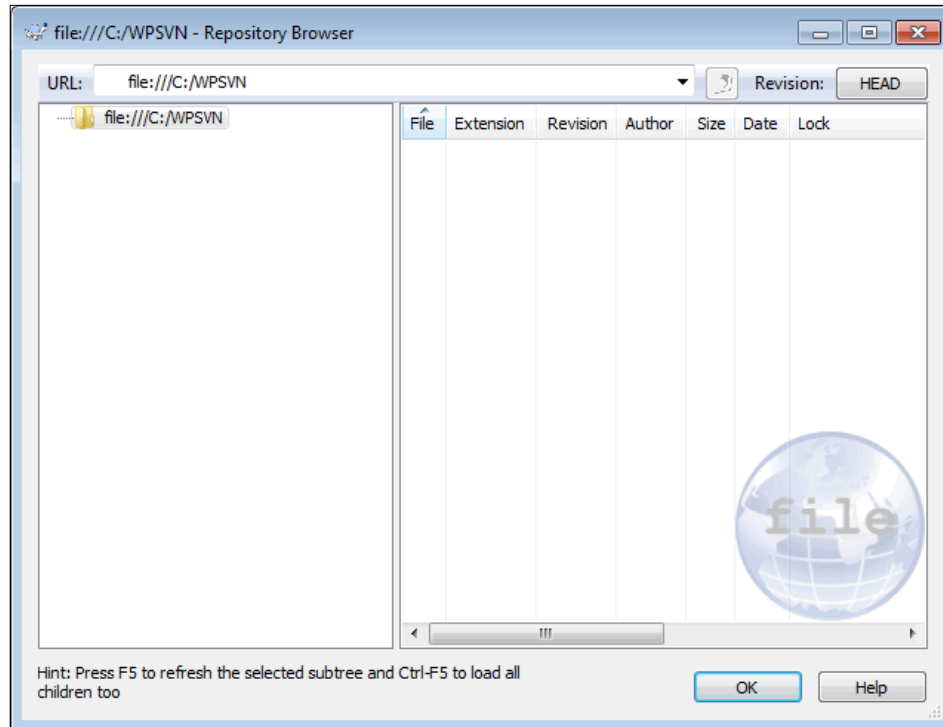 file:///C:/WPSVN - Repository Browser
URL: file:///C:/WPSVN Revision: HEAD
file:///C:/WPSVN
File Extension Revision Author Size Date Lock
file
Hint: Press F5 to refresh the selected subtree and Ctrl-F5 to load all
children too
OK Help